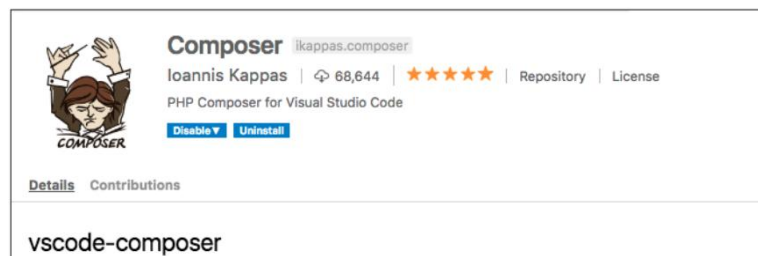 Composer ikappas.composer
Ioannis Kappas | 68,644 | Repository | License
PHP Composer for Visual Studio Code
Disable▼ Uninstall
COMPOSER
Details Contributions
vscode-composer